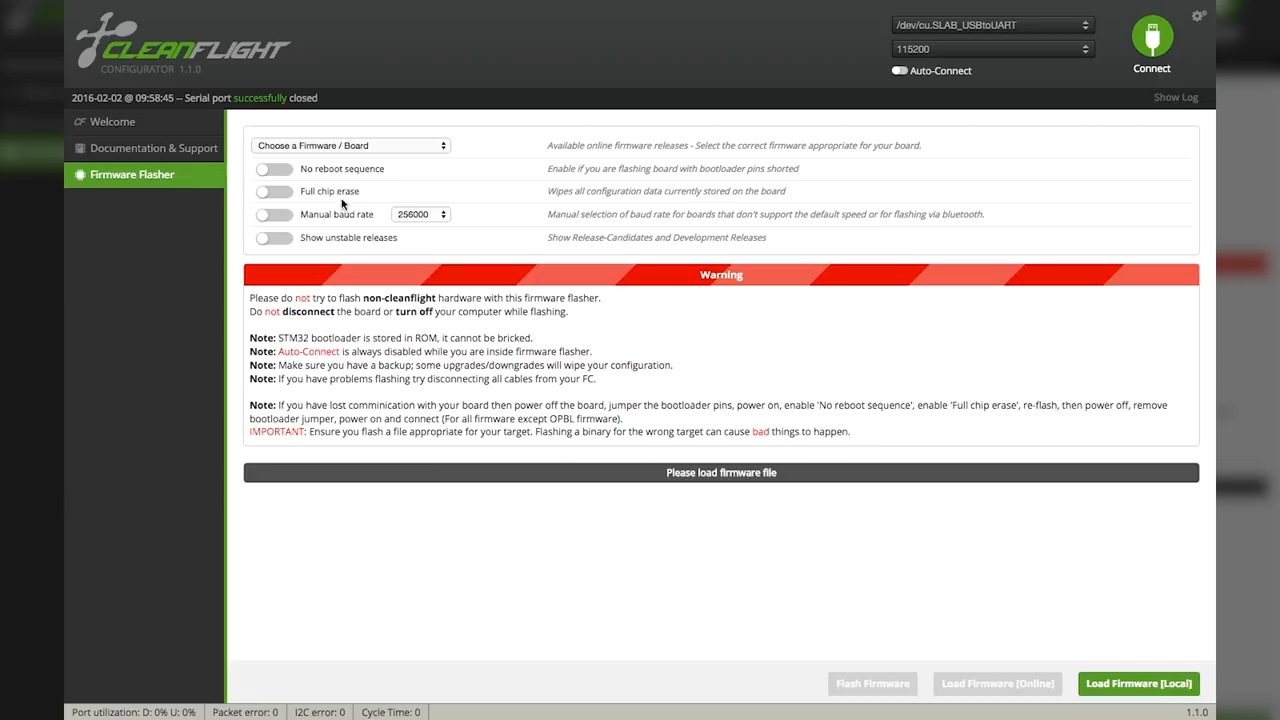 CLEANFLIGHT
CONFIGURATOR 1.1.0
/dev/cu.SLAB_USBtoUART
115200
Auto-Connect
Connect
2016-02-02 @ 09:58:45 -- Serial port successfully closed
Show Log
CF Welcome
Documentation & Support
Firmware Flasher
Choose a Firmware / Board
Available online firmware releases - Select the correct firmware appropriate for your board.
No reboot sequence
Enable if you are flashing board with bootloader pins shorted
Full chip erase
Wipes all configuration data currently stored on the board
Manual baud rate
256000
Manual selection of baud rate for boards that don't support the default speed or for flashing via bluetooth.
Show unstable releases
Show Release-Candidates and Development Releases
Warning
Please do not try to flash non-cleanflight hardware with this firmware flasher.
Do not disconnect the board or turn off your computer while flashing.
Note: STM32 bootloader is stored in ROM, it cannot be bricked.
Note: Auto-Connect is always disabled while you are inside firmware flasher.
Note: Make sure you have a backup; some upgrades/downgrades will wipe your configuration.
Note: If you have problems flashing try disconnecting all cables from your FC.
Note: If you have lost comminication with your board then power off the board, jumper the bootloader pins, power on, enable 'No reboot sequence', enable 'Full chip erase', re-flash, then power off, remove
bootloader jumper, power on and connect (For all firmware except OPBL firmware).
IMPORTANT: Ensure you flash a file appropriate for your target. Flashing a binary for the wrong target can cause bad things to happen.
Please load firmware file
Flash Firmware
Load Firmware [Online]
Load Firmware [Local]
Port utilization: D: 0% U: 0%
Packet error: 0
I2C error: 0
Cycle Time: 0
1.1.0